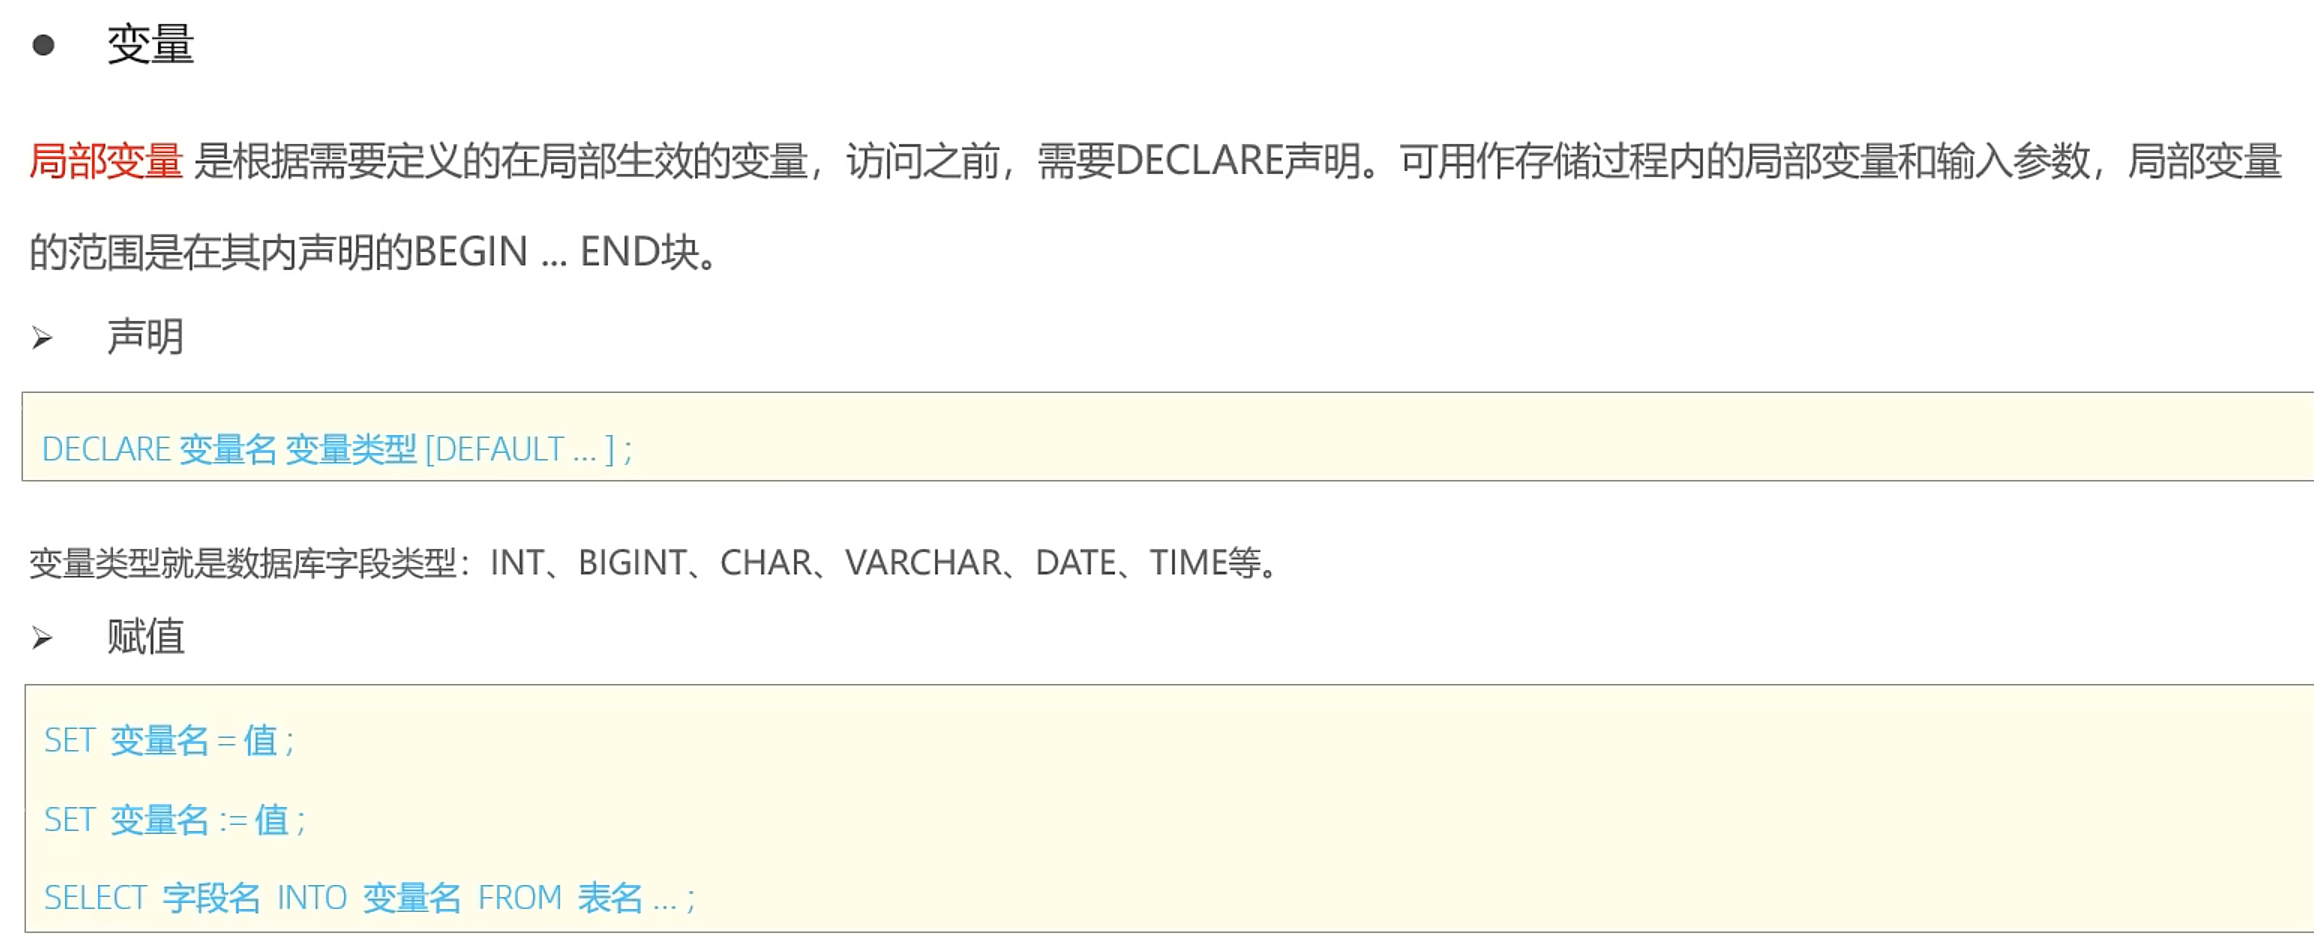 ● 变量
局部变量 是根据需要定义的在局部生效的变量，访问之前，需要DECLARE声明。可用作存储过程内的局部变量和输入参数，局部变量
的范围是在其内声明的BEGIN ... END块。
➢ 声明
DECLARE 变量名 变量类型 [DEFAULT ... ] ;
变量类型就是数据库字段类型：INT、BIGINT、CHAR、VARCHAR、DATE、TIME等。
➢ 赋值
SET 变量名 = 值 ;
SET 变量名 := 值 ;
SELECT 字段名 INTO 变量名 FROM 表名 ... ;